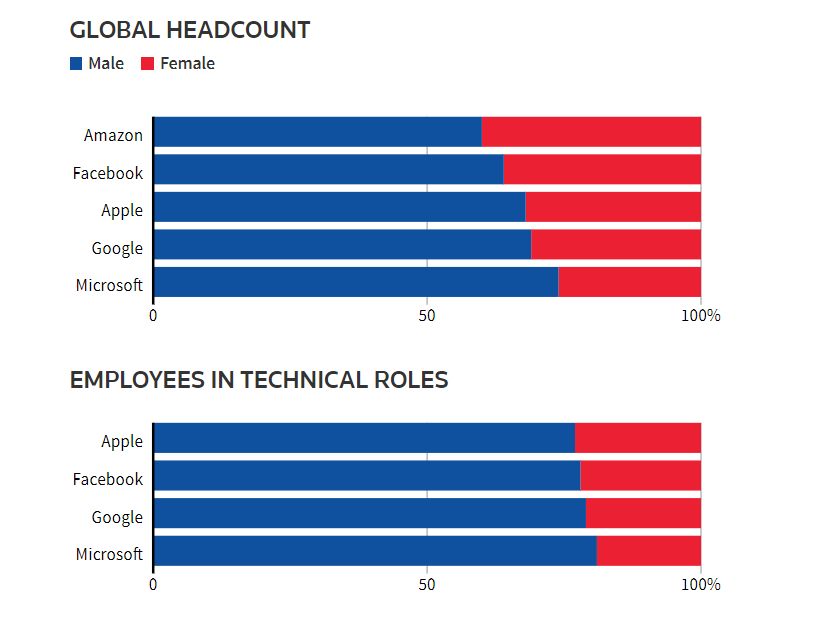 GLOBAL HEADCOUNT
Male Female
Amazon
Facebook
Apple
Google
Microsoft
0 50 100%
EMPLOYEES IN TECHNICAL ROLES
Apple
Facebook
Google
Microsoft
0 50 100%